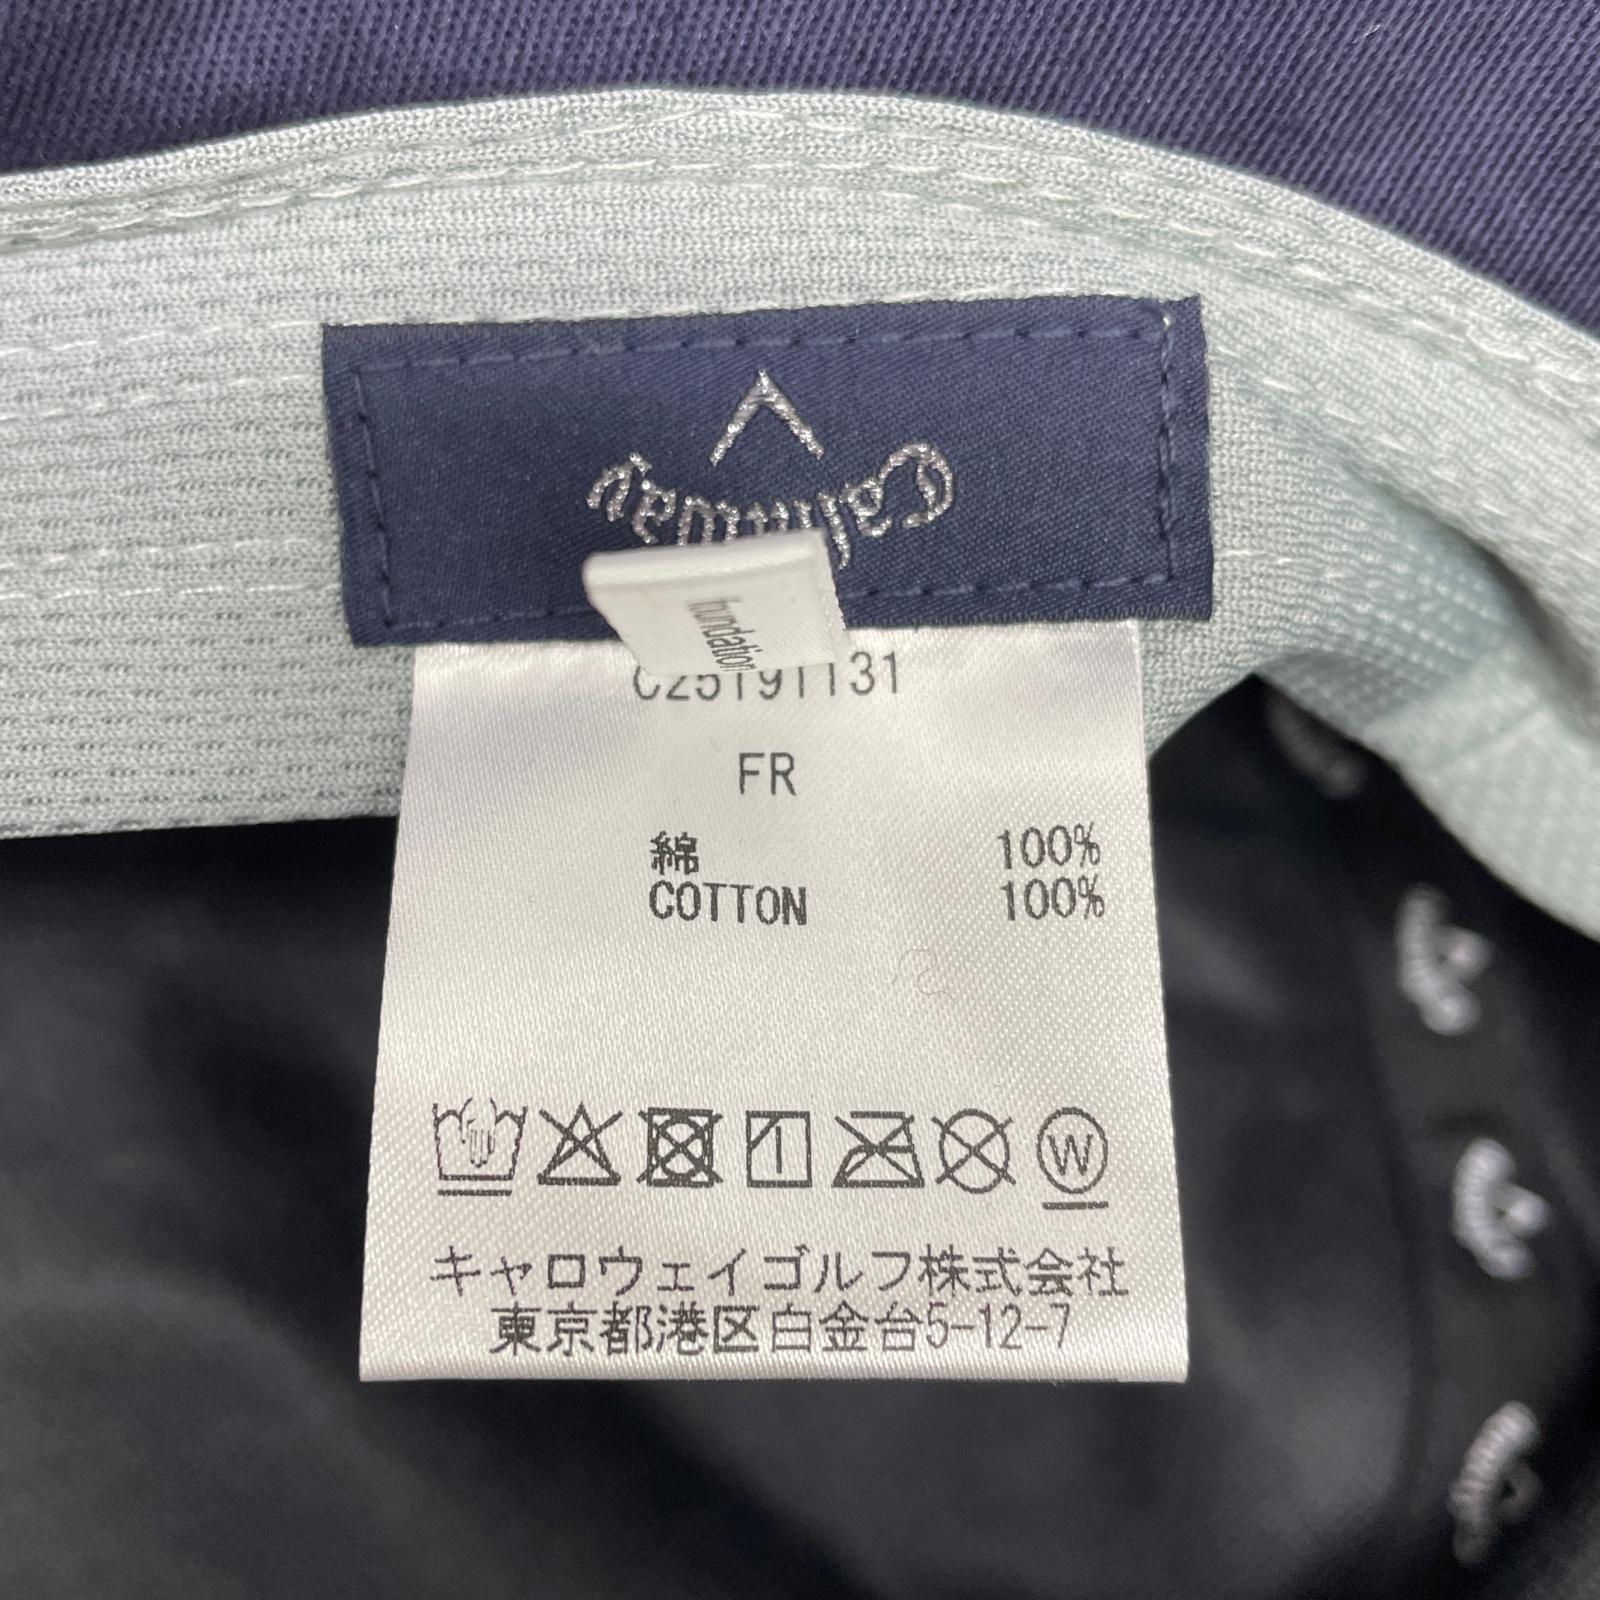 Callaway
foundation
C25191131
FR
綿 100%
COTTON 100%
1
W
キャロウェイゴルフ株式会社
東京都港区白金台5-12-7